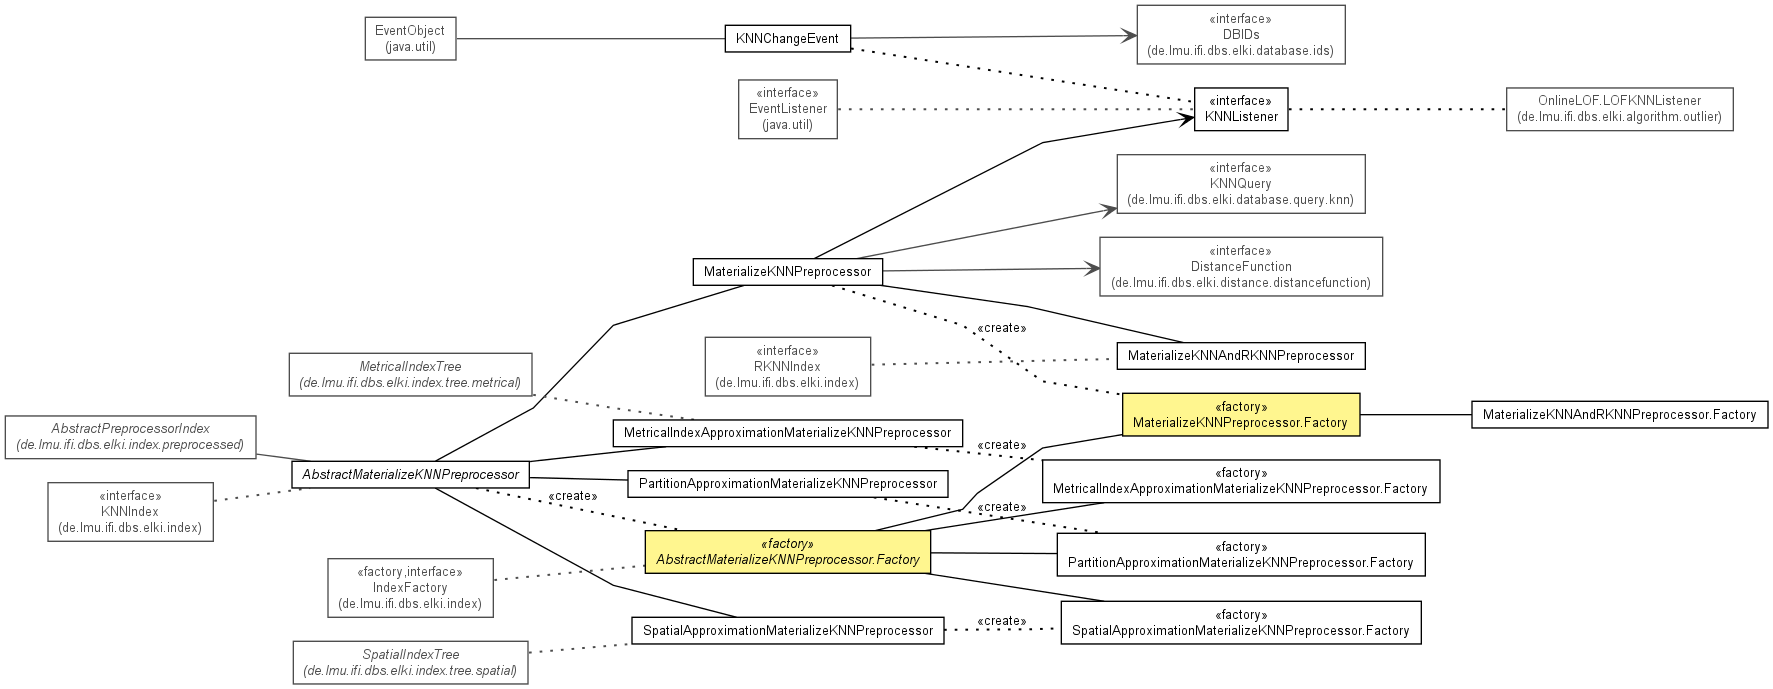 EventObject
(java.util)
KNNChangeEvent
«interface»
DBIDs
(de.lmu.ifi.dbs.elki.database.ids)
«interface»
EventListener
(java.util)
«interface»
KNNListener
OnlineLOF.LOFKNNListener
(de.lmu.ifi.dbs.elki.algorithm.outlier)
«interface»
KNNQuery
(de.lmu.ifi.dbs.elki.database.query.knn)
MaterializeKNNPreprocessor
«interface»
DistanceFunction
(de.lmu.ifi.dbs.elki.distance.distancefunction)
«create»
«interface»
RKNNIndex
(de.lmu.ifi.dbs.elki.index)
MaterializeKNNAndRKNNPreprocessor
MetricalIndexTree
(de.lmu.ifi.dbs.elki.index.tree.metrical)
«factory»
MaterializeKNNPreprocessor.Factory
MaterializeKNNAndRKNNPreprocessor.Factory
AbstractPreprocessorIndex
(de.lmu.ifi.dbs.elki.index.preprocessed)
MetricalIndexApproximationMaterializeKNNPreprocessor
«create»
AbstractMaterializeKNNPreprocessor
«factory»
MetricalIndexApproximationMaterializeKNNPreprocessor.Factory
PartitionApproximationMaterializeKNNPreprocessor
«create»
«create»
«interface»
KNNIndex
(de.lmu.ifi.dbs.elki.index)
«factory»
AbstractMaterializeKNNPreprocessor.Factory
«factory»
PartitionApproximationMaterializeKNNPreprocessor.Factory
«factory,interface»
IndexFactory
(de.lmu.ifi.dbs.elki.index)
SpatialApproximationMaterializeKNNPreprocessor
«create»
«factory»
SpatialApproximationMaterializeKNNPreprocessor.Factory
SpatialIndexTree
(de.lmu.ifi.dbs.elki.index.tree.spatial)